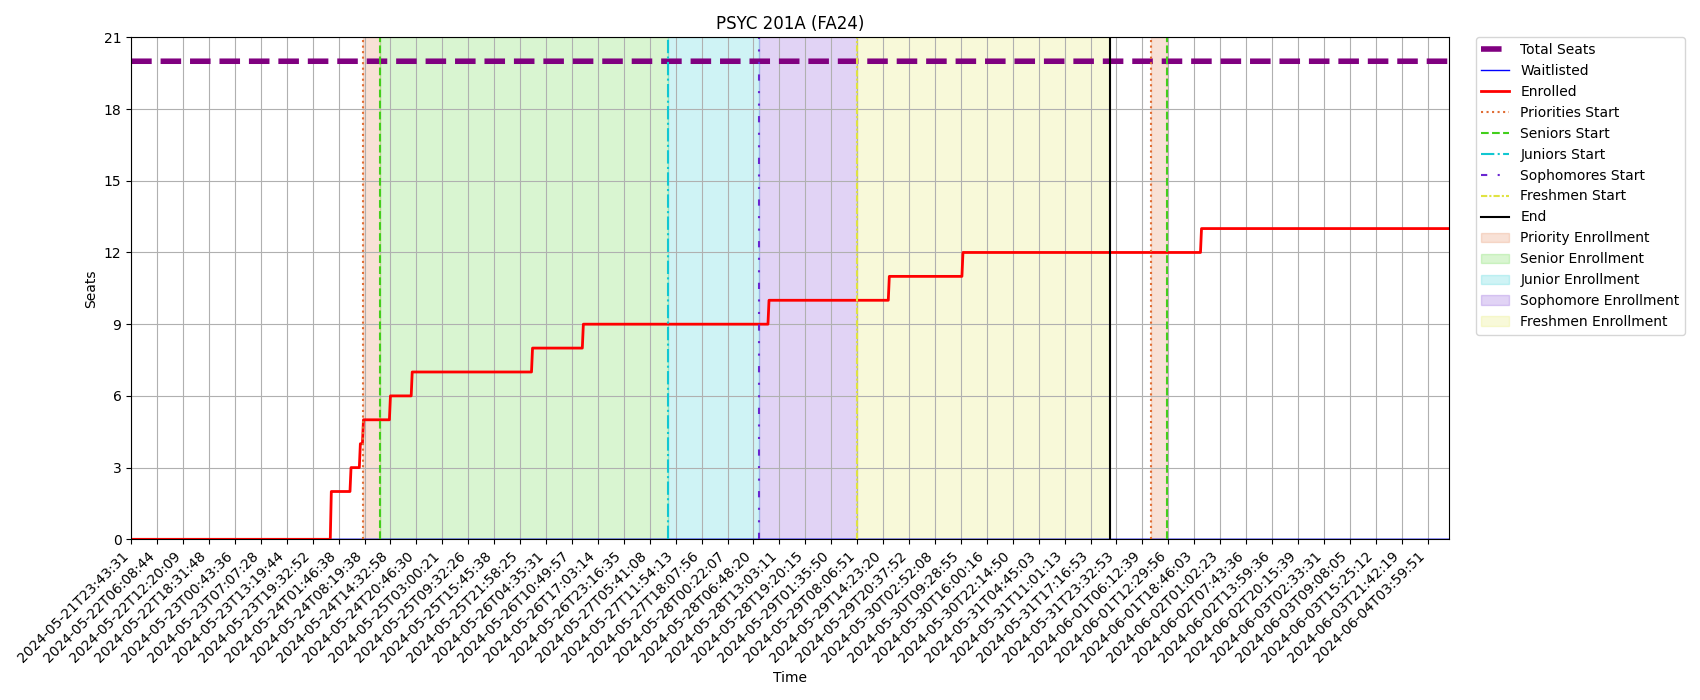 PSYC 201A (FA24)
Seats
21
18
15
12
9
6
3
0
2024-05-21T23:43:31
2024-05-22T06:08:44
2024-05-22T12:20:09
2024-05-22T18:31:48
2024-05-23T00:43:36
2024-05-23T07:07:28
2024-05-23T13:19:44
2024-05-23T19:32:52
2024-05-24T01:46:38
2024-05-24T08:19:38
2024-05-24T14:32:58
2024-05-24T20:46:30
2024-05-25T03:00:21
2024-05-25T09:32:26
2024-05-25T15:45:38
2024-05-25T21:58:25
2024-05-26T04:35:31
2024-05-26T10:49:57
2024-05-26T17:03:14
2024-05-26T23:16:35
2024-05-27T05:41:08
2024-05-27T11:54:13
2024-05-27T18:07:56
2024-05-28T00:22:07
2024-05-28T06:48:20
2024-05-28T13:03:11
2024-05-28T19:20:15
2024-05-29T01:35:50
2024-05-29T08:06:51
2024-05-29T14:23:20
2024-05-29T20:37:52
2024-05-30T02:52:08
2024-05-30T09:28:55
2024-05-30T16:00:16
2024-05-30T22:14:50
2024-05-31T04:45:03
2024-05-31T11:01:13
2024-05-31T17:16:53
2024-05-31T23:32:53
2024-06-01T06:12:39
2024-06-01T12:29:56
2024-06-01T18:46:03
2024-06-02T01:02:23
2024-06-02T07:43:36
2024-06-02T13:59:36
2024-06-02T20:15:39
2024-06-03T02:33:31
2024-06-03T09:08:05
2024-06-03T15:25:12
2024-06-03T21:42:19
2024-06-04T03:59:51
Time
Total Seats
Waitlisted
Enrolled
Priorities Start
Seniors Start
Juniors Start
Sophomores Start
Freshmen Start
End
Priority Enrollment
Senior Enrollment
Junior Enrollment
Sophomore Enrollment
Freshmen Enrollment